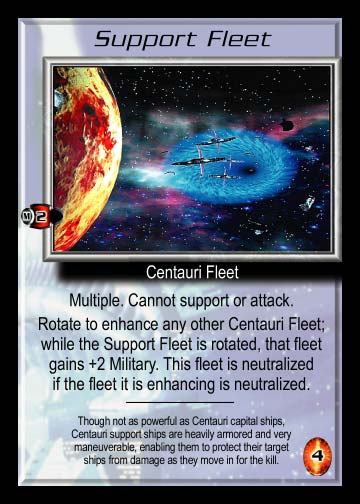 Support Fleet
M 2
Centauri Fleet
Multiple. Cannot support or attack.
Rotate to enhance any other Centauri Fleet;
while the Support Fleet is rotated, that fleet
gains +2 Military. This fleet is neutralized
if the fleet it is enhancing is neutralized.
Though not as powerful as Centauri capital ships,
Centauri support ships are heavily armored and very
maneuverable, enabling them to protect their target
ships from damage as they move in for the kill.
4